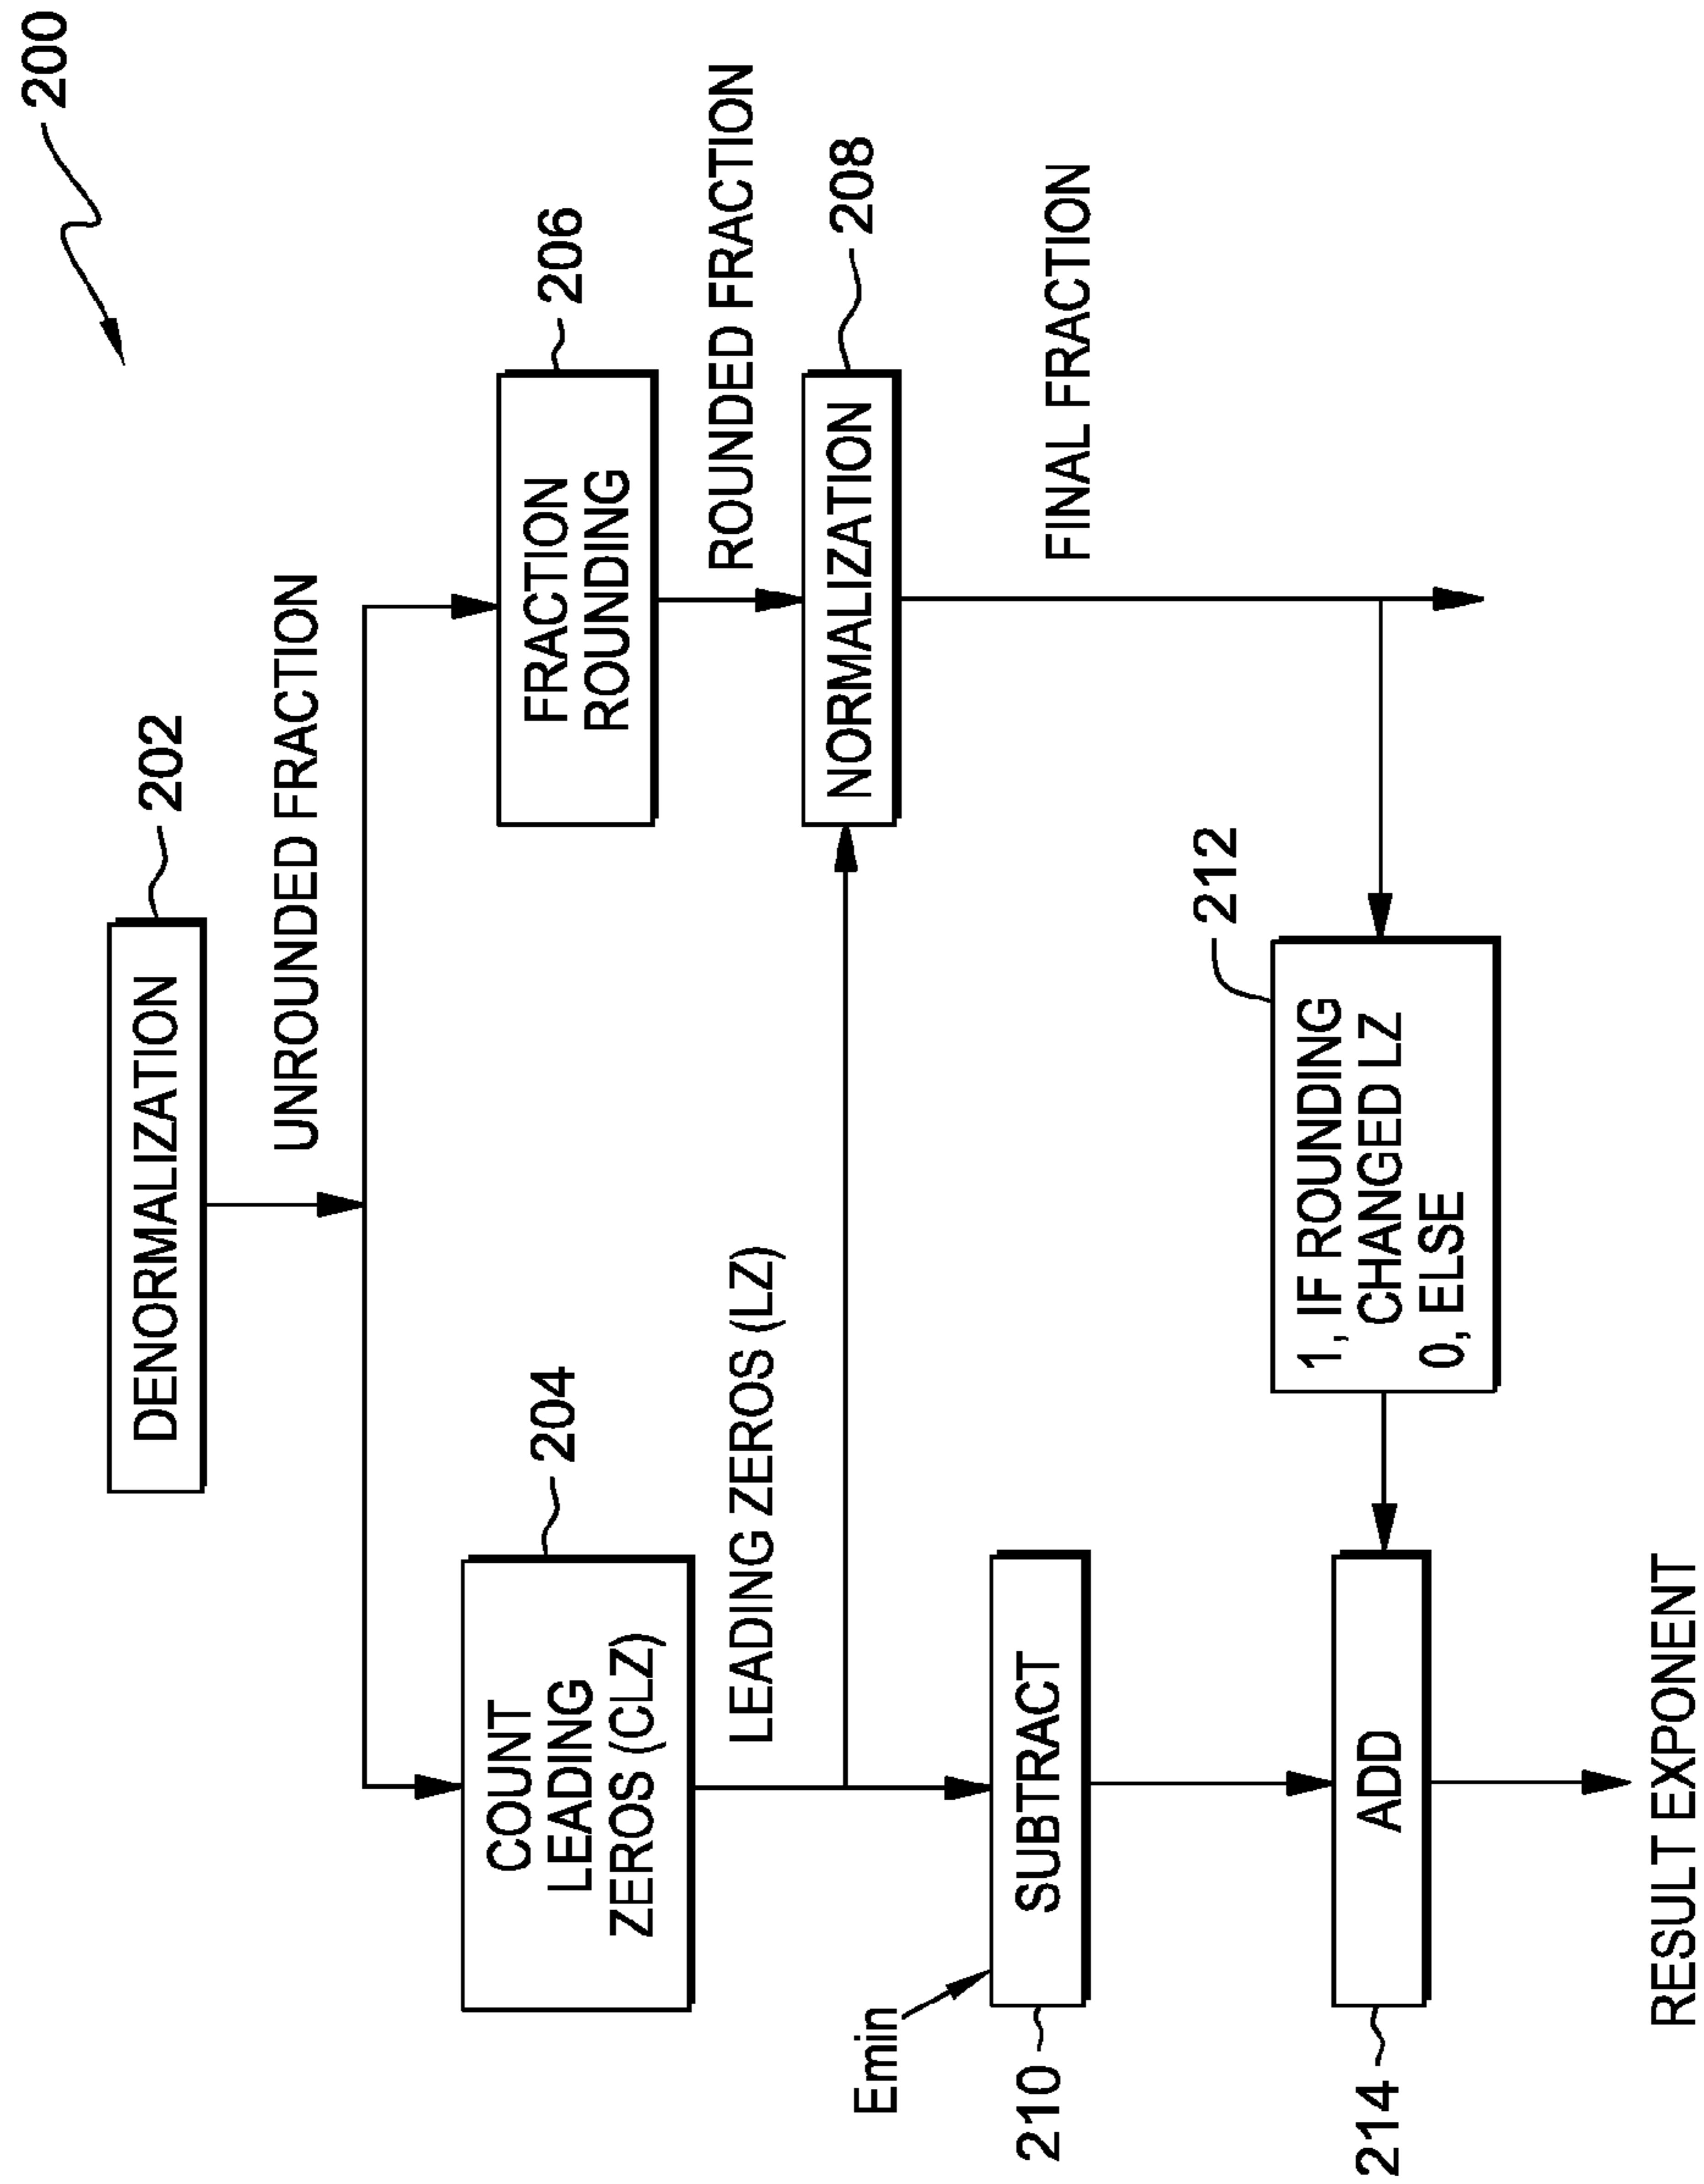 200
202
DENORMALIZATION
UNROUNDED FRACTION
204
COUNT
LEADING
ZEROS (CLZ)
206
FRACTION
ROUNDING
LEADING ZEROS (LZ)
ROUNDED FRACTION
208
NORMALIZATION
Emin
210
SUBTRACT
FINAL FRACTION
212
1, IF ROUNDING
CHANGED LZ
0, ELSE
214
ADD
RESULT EXPONENT